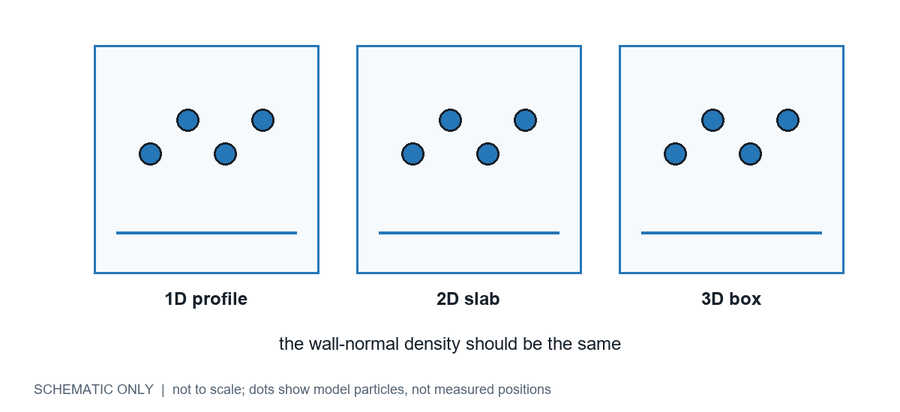 1D profile 2D slab 3D box
the wall-normal density should be the same
SCHEMATIC ONLY | not to scale; dots show model particles, not measured positions